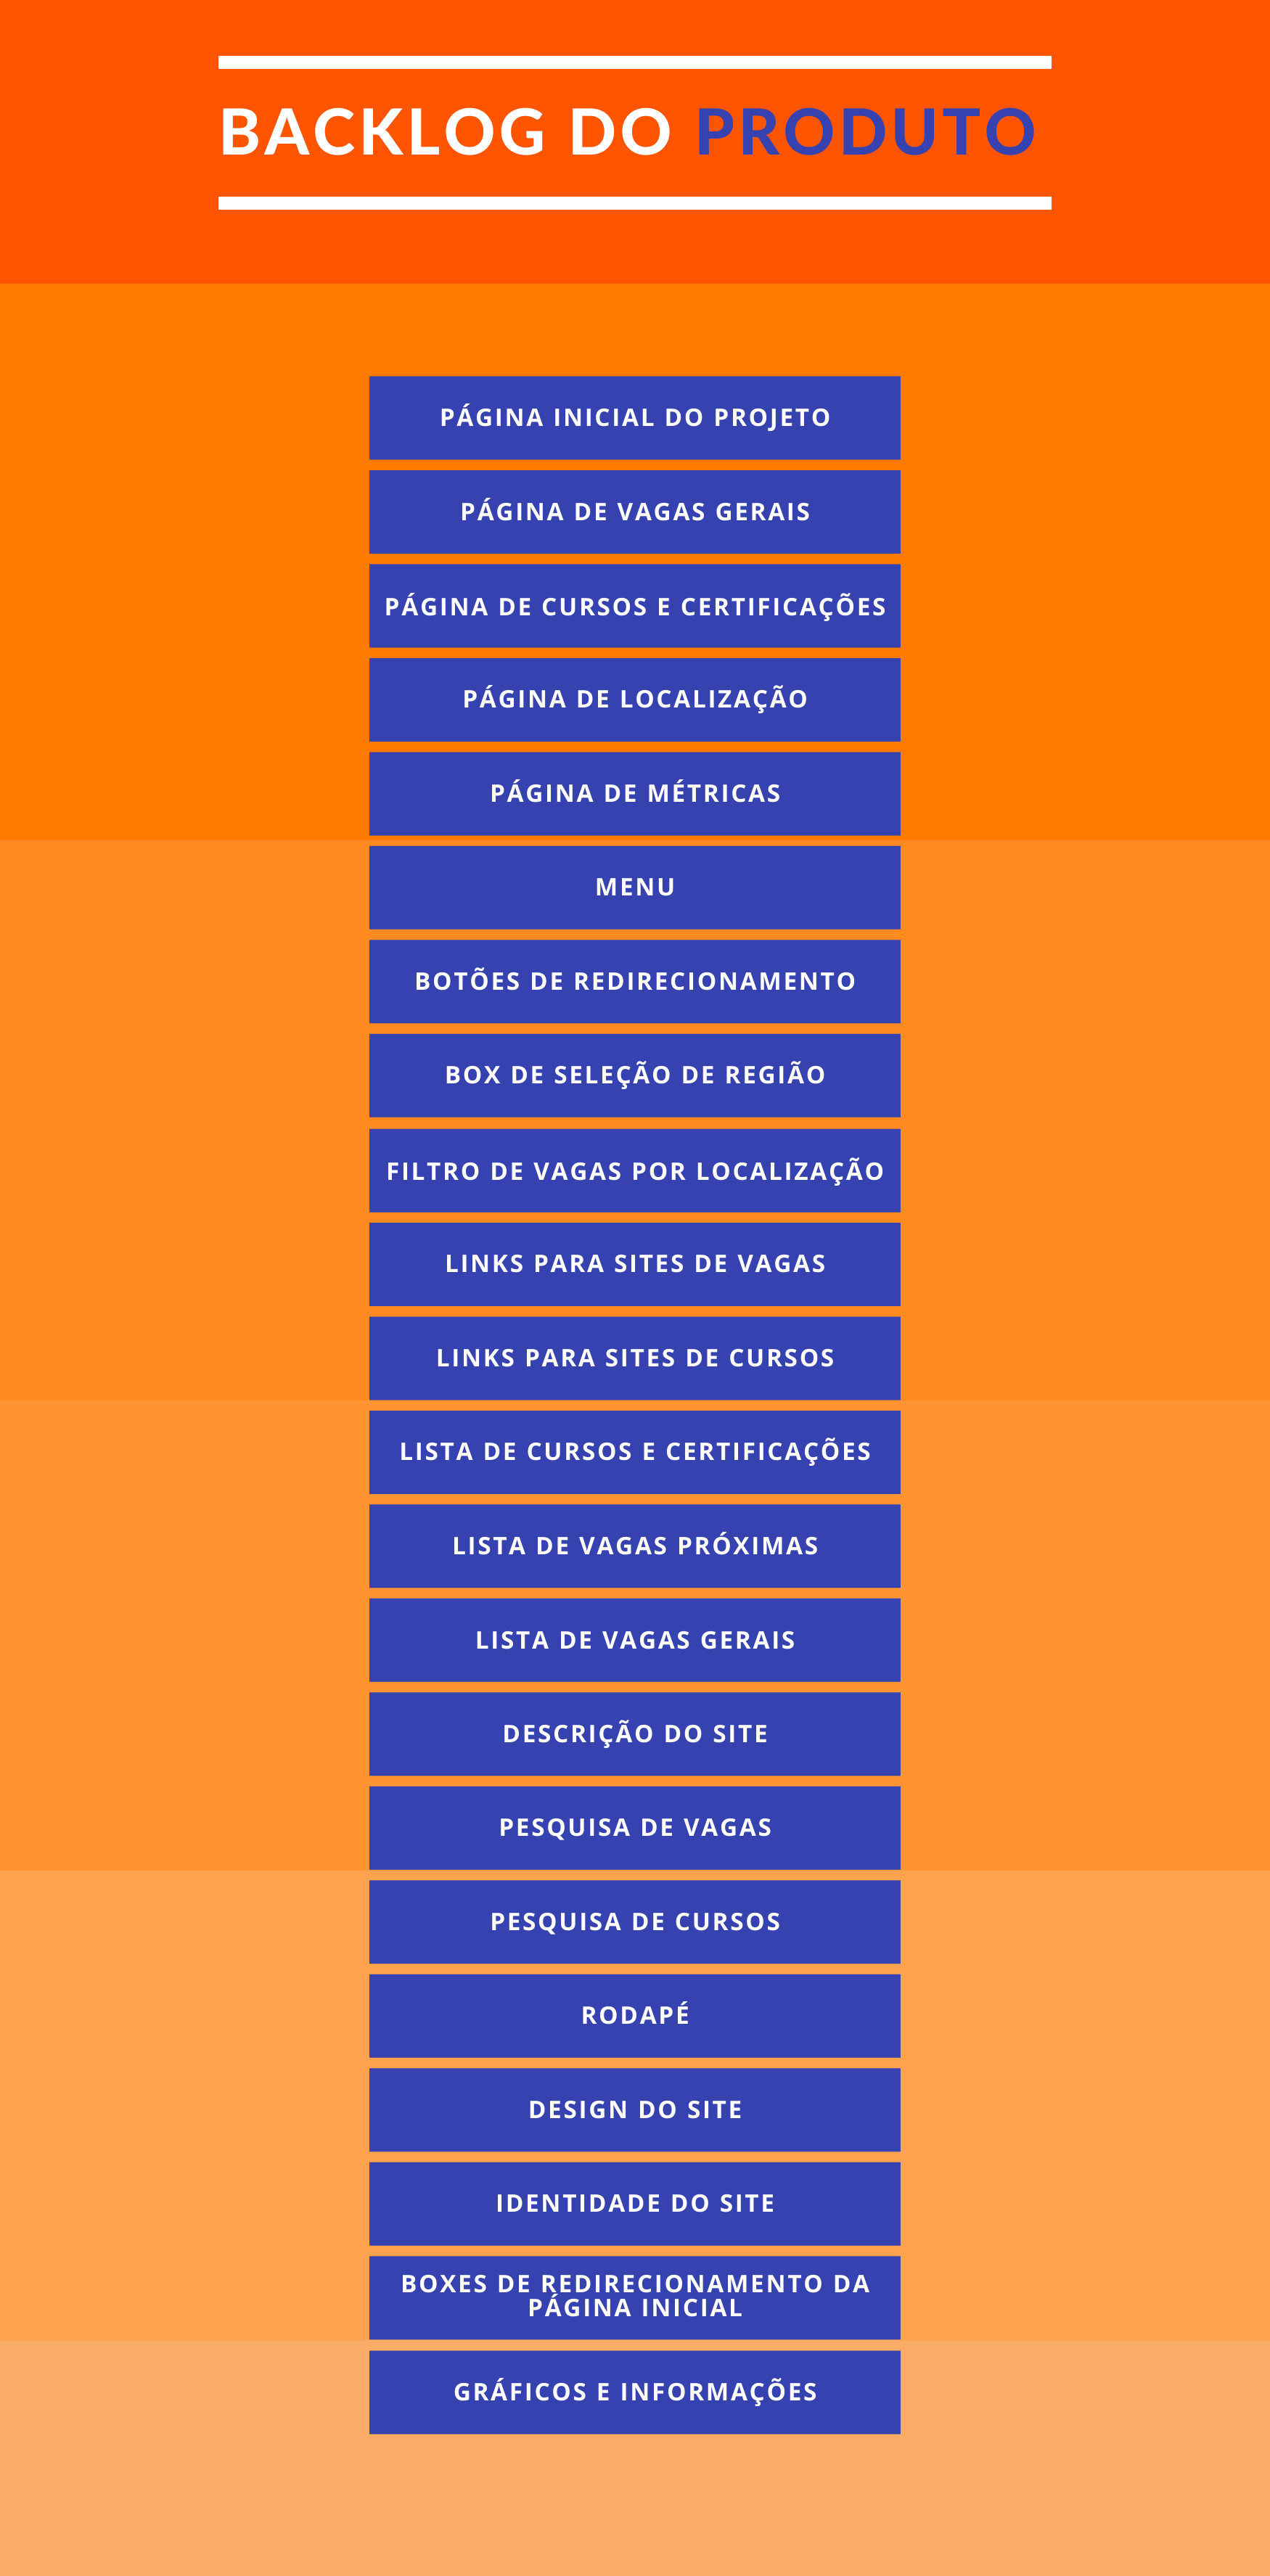 BACKLOG DO PRODUTO
PÁGINA INICIAL DO PROJETO
PÁGINA DE VAGAS GERAIS
PÁGINA DE CURSOS E CERTIFICAÇÕES
PÁGINA DE LOCALIZAÇÃO
PÁGINA DE MÉTRICAS
MENU
BOTÕES DE REDIRECIONAMENTO
BOX DE SELEÇÃO DE REGIÃO
FILTRO DE VAGAS POR LOCALIZAÇÃO
LINKS PARA SITES DE VAGAS
LINKS PARA SITES DE CURSOS
LISTA DE CURSOS E CERTIFICAÇÕES
LISTA DE VAGAS PRÓXIMAS
LISTA DE VAGAS GERAIS
DESCRIÇÃO DO SITE
PESQUISA DE VAGAS
PESQUISA DE CURSOS
RODAPÉ
DESIGN DO SITE
IDENTIDADE DO SITE
BOXES DE REDIRECIONAMENTO DA
PÁGINA INICIAL
GRÁFICOS E INFORMAÇÕES